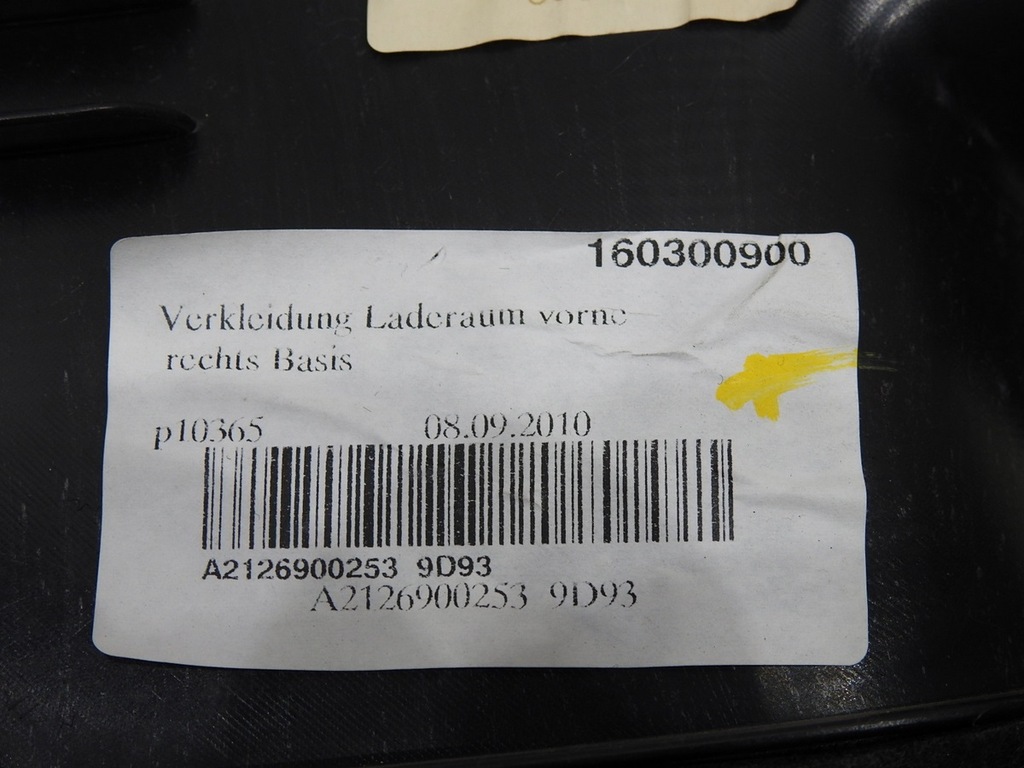 160300900
Verkleidung Laderaum vorne
rechts Basis
p10365 08.09.2010
A2126900253 9D93
A2126900253 9D93